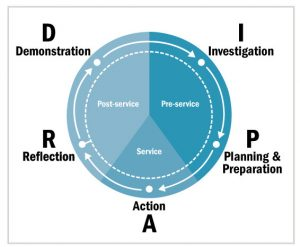 D
Demonstration
I
Investigation
Post-service
Pre-service
Service
R
Reflection
P
Planning &
Preparation
Action
A